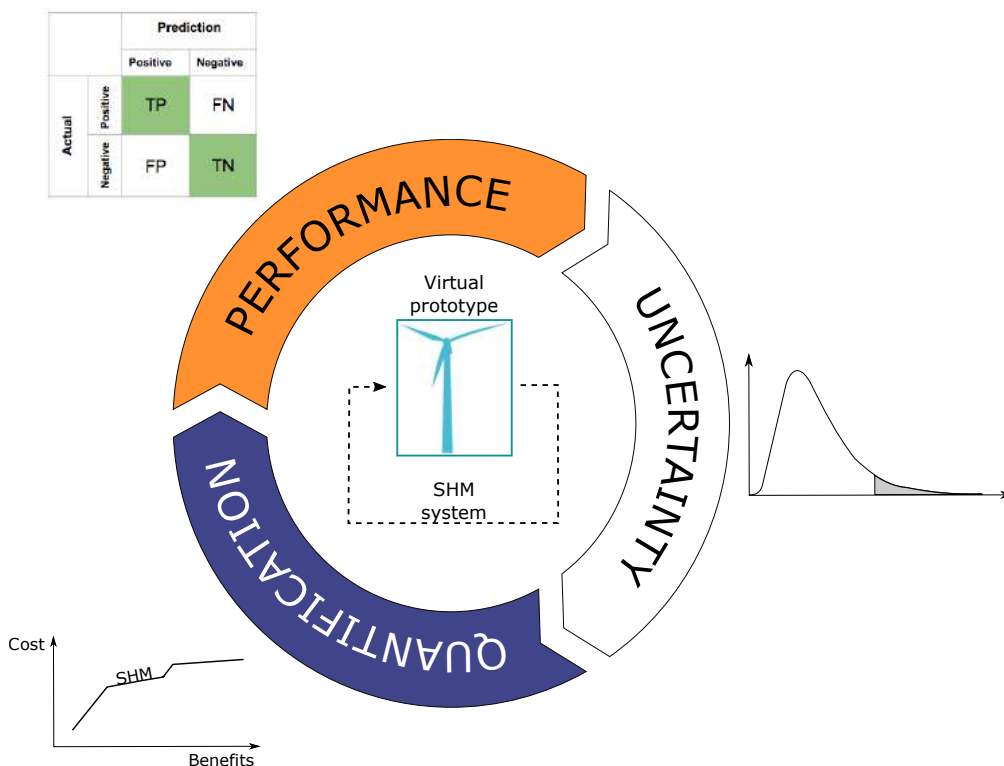 Prediction
Positive Negative
Actual
Positive
TP FN
Negative
FP TN
PERFORMANCE
UNCERTAINTY
QUANTIFICATION
Virtual
prototype
SHM
system
Cost
SHM
Benefits